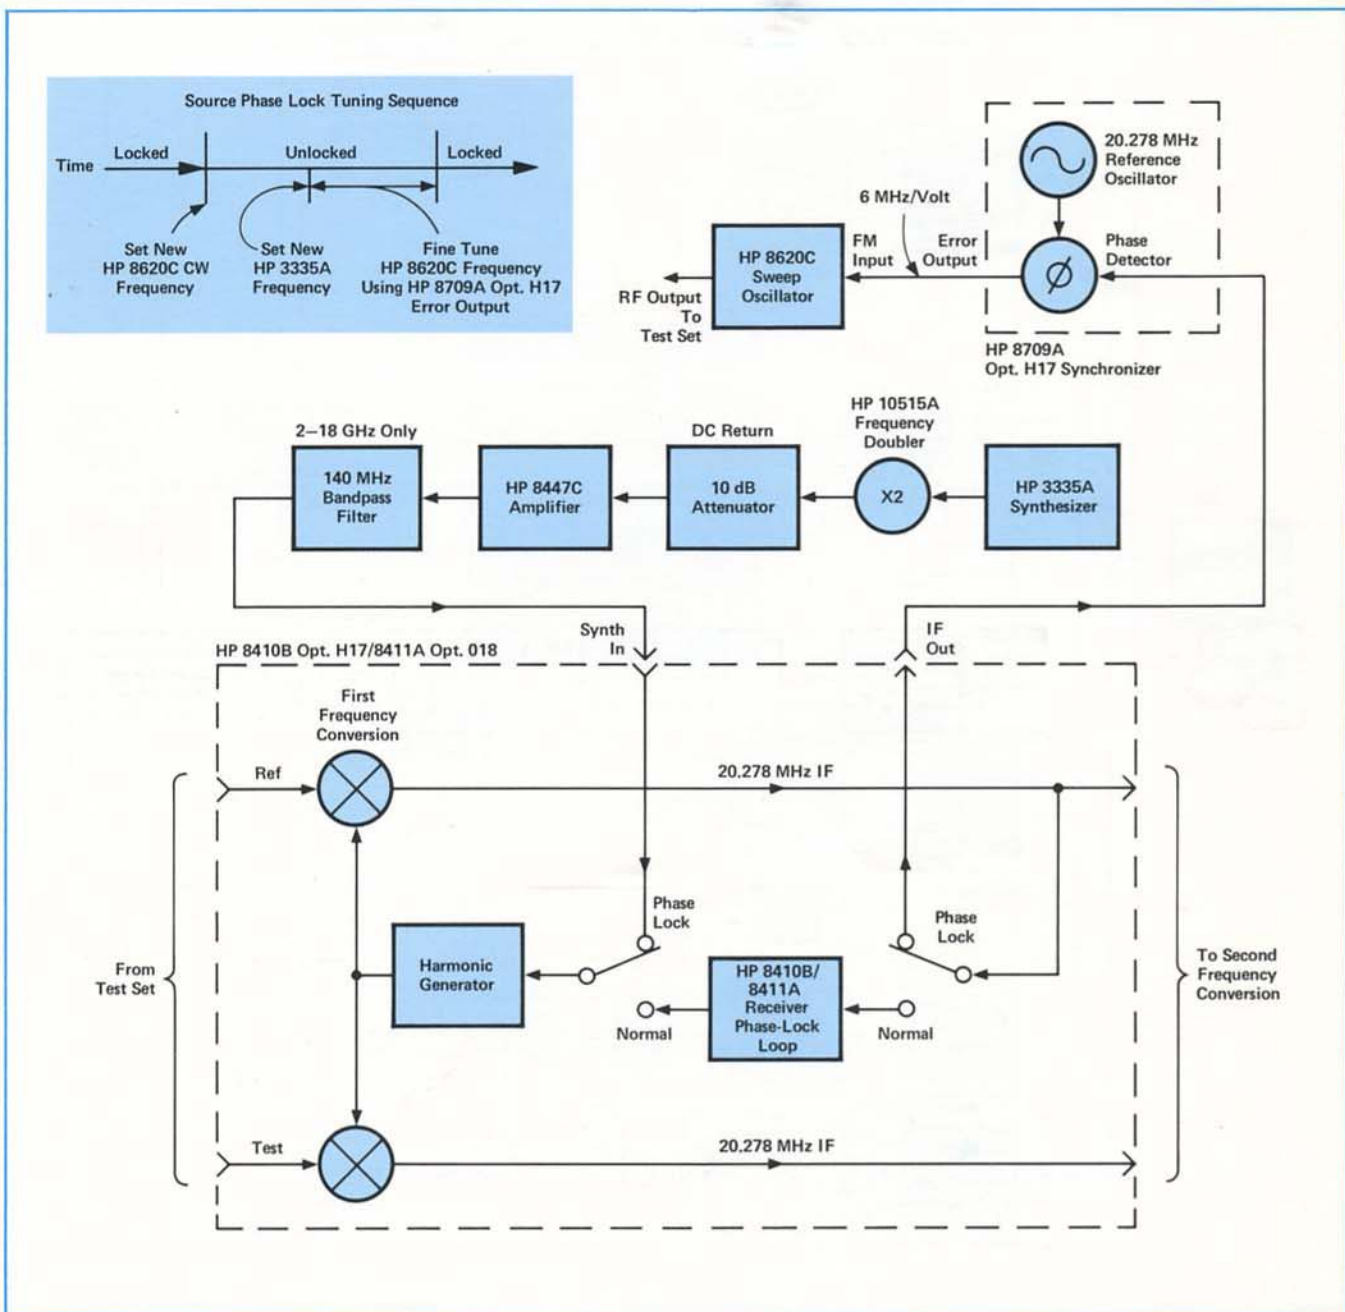 Source Phase Lock Tuning Sequence
Time
Locked
Unlocked
Locked
Set New
HP 8620C CW
Frequency
Set New
HP 3335A
Frequency
Fine Tune
HP 8620C Frequency
Using HP 8709A Opt. H17
Error Output
20.278 MHz
Reference
Oscillator
6 MHz/Volt
HP 8620C
Sweep
Oscillator
FM
Input
Error
Output
Phase
Detector
Ø
RF Output
To
Test Set
HP 8709A
Opt. H17 Synchronizer
2–18 GHz Only
140 MHz
Bandpass
Filter
HP 8447C
Amplifier
DC Return
10 dB
Attenuator
HP 10515A
Frequency
Doubler
X2
HP 3335A
Synthesizer
Synth
In
IF
Out
HP 8410B Opt. H17/8411A Opt. 018
First
Frequency
Conversion
Ref
20.278 MHz IF
Phase
Lock
Phase
Lock
From
Test Set
Harmonic
Generator
HP 8410B/
8411A
Receiver
Phase-Lock
Loop
Normal
Normal
To Second
Frequency
Conversion
Test
20.278 MHz IF